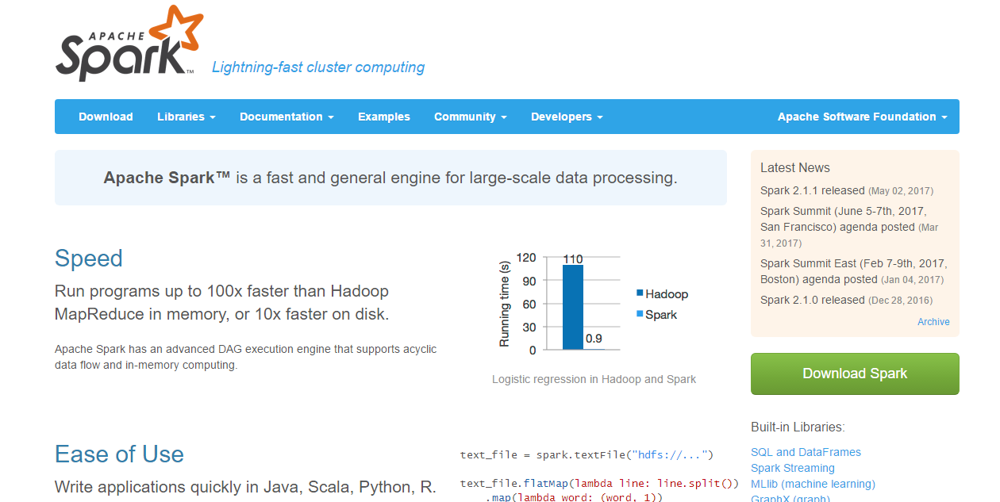 APACHE
Spark™
Lightning-fast cluster computing
Download
Libraries
Documentation
Examples
Community
Developers
Apache Software Foundation
Apache Spark™ is a fast and general engine for large-scale data processing.
Speed
Run programs up to 100x faster than Hadoop
MapReduce in memory, or 10x faster on disk.
Apache Spark has an advanced DAG execution engine that supports acyclic
data flow and in-memory computing.
Running time (s)
120
90
60
30
0
110
0.9
Hadoop
Spark
Logistic regression in Hadoop and Spark
Ease of Use
Write applications quickly in Java, Scala, Python, R.
text_file = spark.textFile("hdfs://...")
text_file.flatMap(lambda line: line.split())
.map(lambda word: (word, 1))
Latest News
Spark 2.1.1 released (May 02, 2017)
Spark Summit (June 5-7th, 2017,
San Francisco) agenda posted (Mar
31, 2017)
Spark Summit East (Feb 7-9th, 2017,
Boston) agenda posted (Jan 04, 2017)
Spark 2.1.0 released (Dec 28, 2016)
Archive
Download Spark
Built-in Libraries:
SQL and DataFrames
Spark Streaming
MLlib (machine learning)
GraphX (graph)